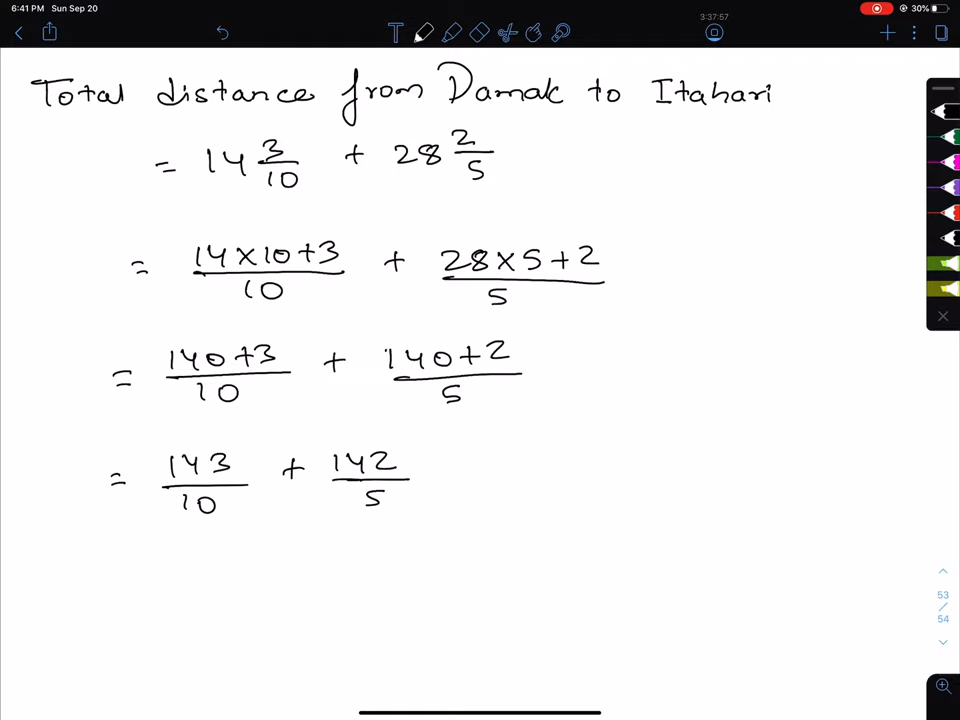 6:41 PM Sun Sep 20
30%
3:37:57
Total distance from Damak to Itahari
= 14 3/10 + 28 2/5
= 14×10+3/10 + 28×5+2/5
= 140+3/10 + 140+2/5
= 143/10 + 142/5
53
/
54